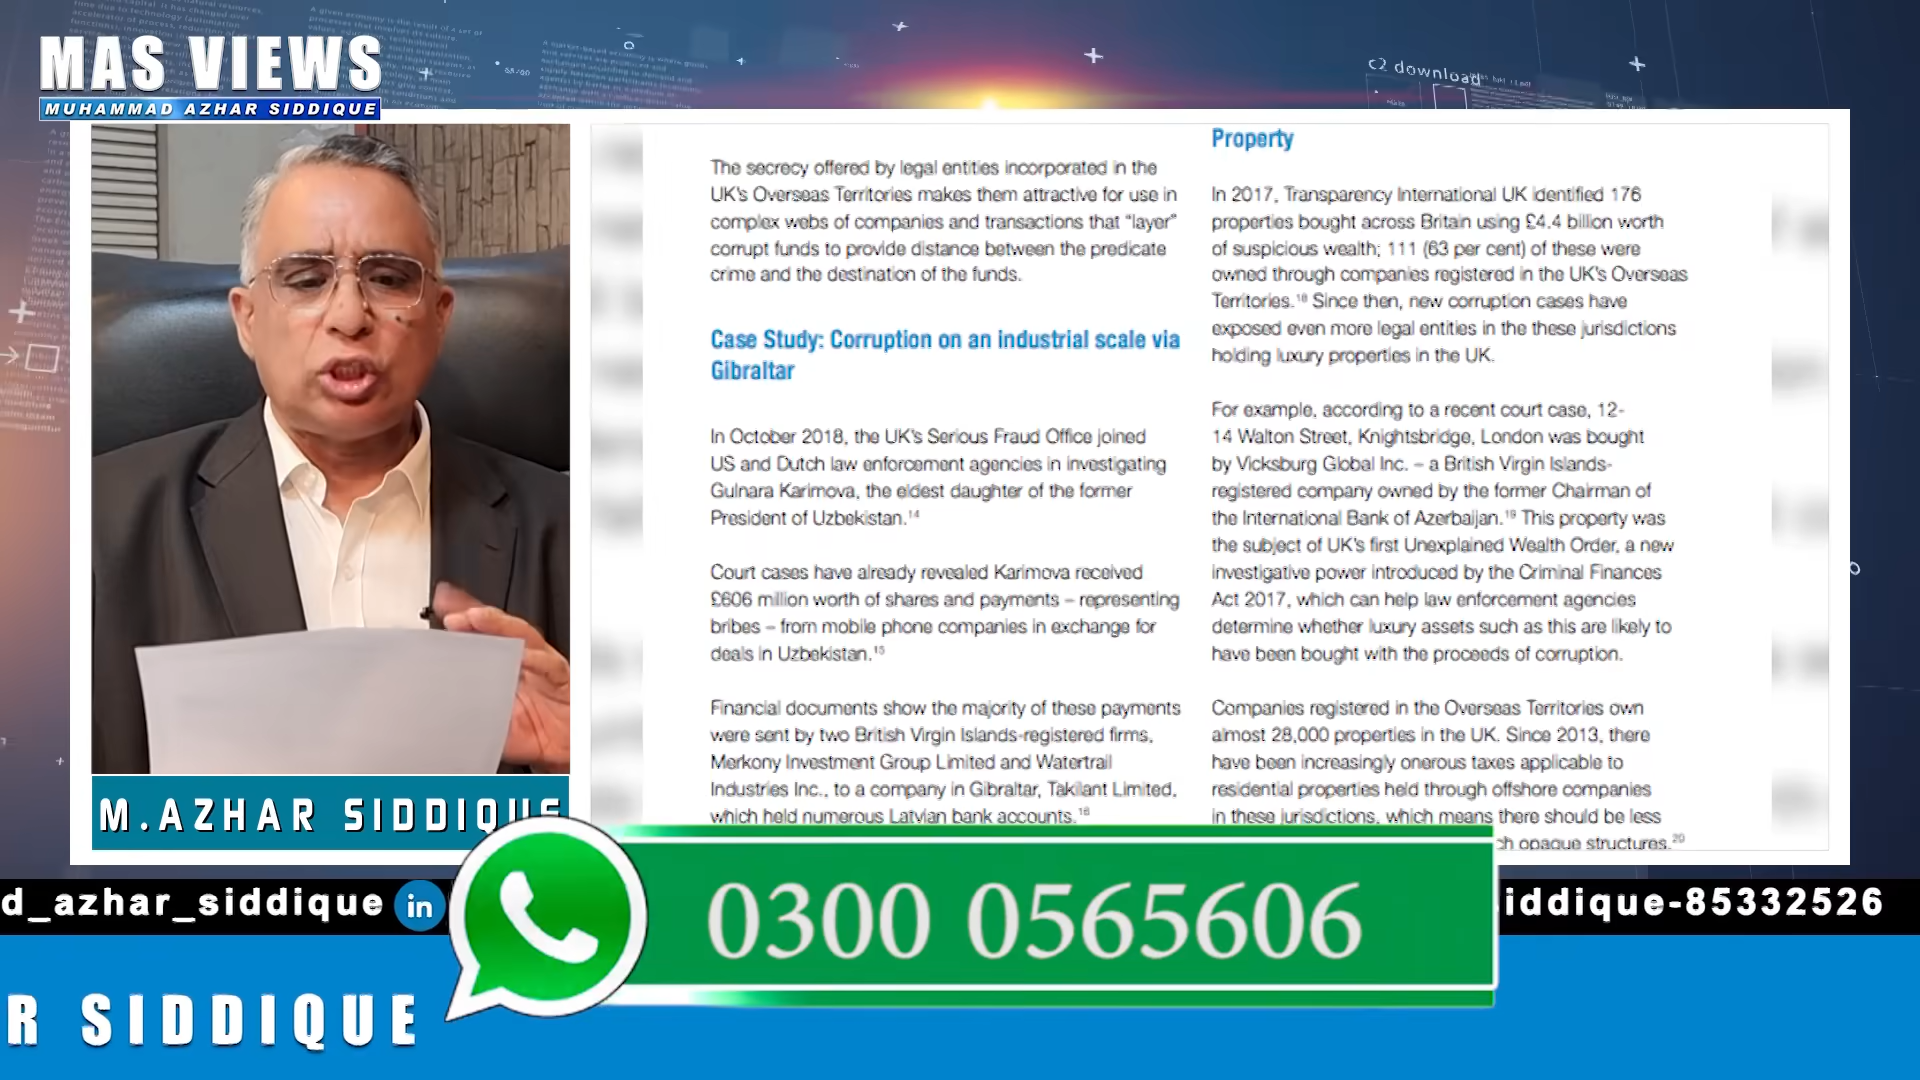 MAS VIEWS
MUHAMMAD AZHAR SIDDIQUE
c2 download
The secrecy offered by legal entities incorporated in the
UK's Overseas Territories makes them attractive for use in
complex webs of companies and transactions that “layer”
corrupt funds to provide distance between the predicate
crime and the destination of the funds.
Case Study: Corruption on an industrial scale via
Gibraltar
In October 2018, the UK's Serious Fraud Office joined
US and Dutch law enforcement agencies in investigating
Gulnara Karimova, the eldest daughter of the former
President of Uzbekistan.14
Court cases have already revealed Karimova received
£606 million worth of shares and payments – representing
bribes – from mobile phone companies in exchange for
deals in Uzbekistan.15
Financial documents show the majority of these payments
were sent by two British Virgin Islands-registered firms,
Merkony Investment Group Limited and Watertrail
Industries Inc., to a company in Gibraltar, Takilant Limited,
which held numerous Latvian bank accounts.16
Property
In 2017, Transparency International UK identified 176
properties bought across Britain using £4.4 billion worth
of suspicious wealth; 111 (63 per cent) of these were
owned through companies registered in the UK's Overseas
Territories.18 Since then, new corruption cases have
exposed even more legal entities in the these jurisdictions
holding luxury properties in the UK.
For example, according to a recent court case, 12-
14 Walton Street, Knightsbridge, London was bought
by Vicksburg Global Inc. – a British Virgin Islands-
registered company owned by the former Chairman of
the International Bank of Azerbaijan.19 This property was
the subject of UK's first Unexplained Wealth Order, a new
investigative power introduced by the Criminal Finances
Act 2017, which can help law enforcement agencies
determine whether luxury assets such as this are likely to
have been bought with the proceeds of corruption.
Companies registered in the Overseas Territories own
almost 28,000 properties in the UK. Since 2013, there
have been increasingly onerous taxes applicable to
residential properties held through offshore companies
in these jurisdictions, which means there should be less
ch opaque structures.20
M.AZHAR SIDDIQUE
d_azhar_siddique in
iddique-85332526
0300 0565606
R SIDDIQUE